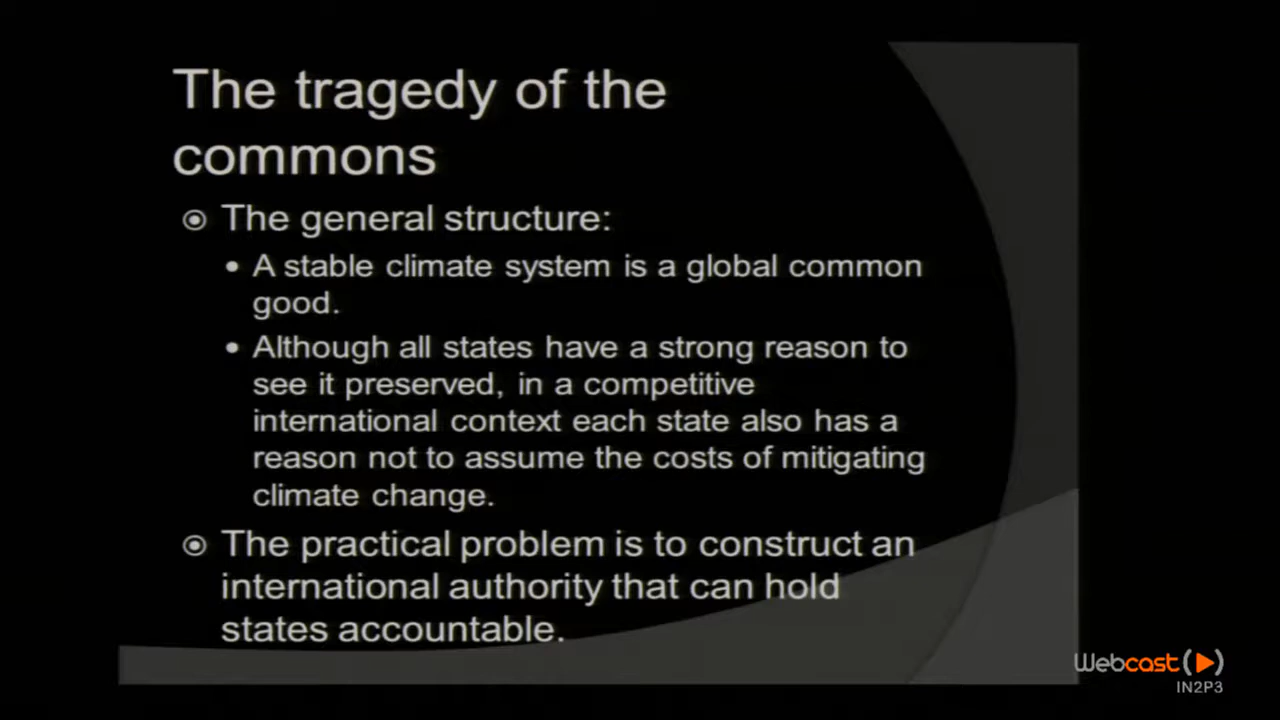 The tragedy of the
commons
The general structure:
A stable climate system is a global common
good.
Although all states have a strong reason to
see it preserved, in a competitive
international context each state also has a
reason not to assume the costs of mitigating
climate change.
The practical problem is to construct an
international authority that can hold
states accountable.
Webcast
IN2P3